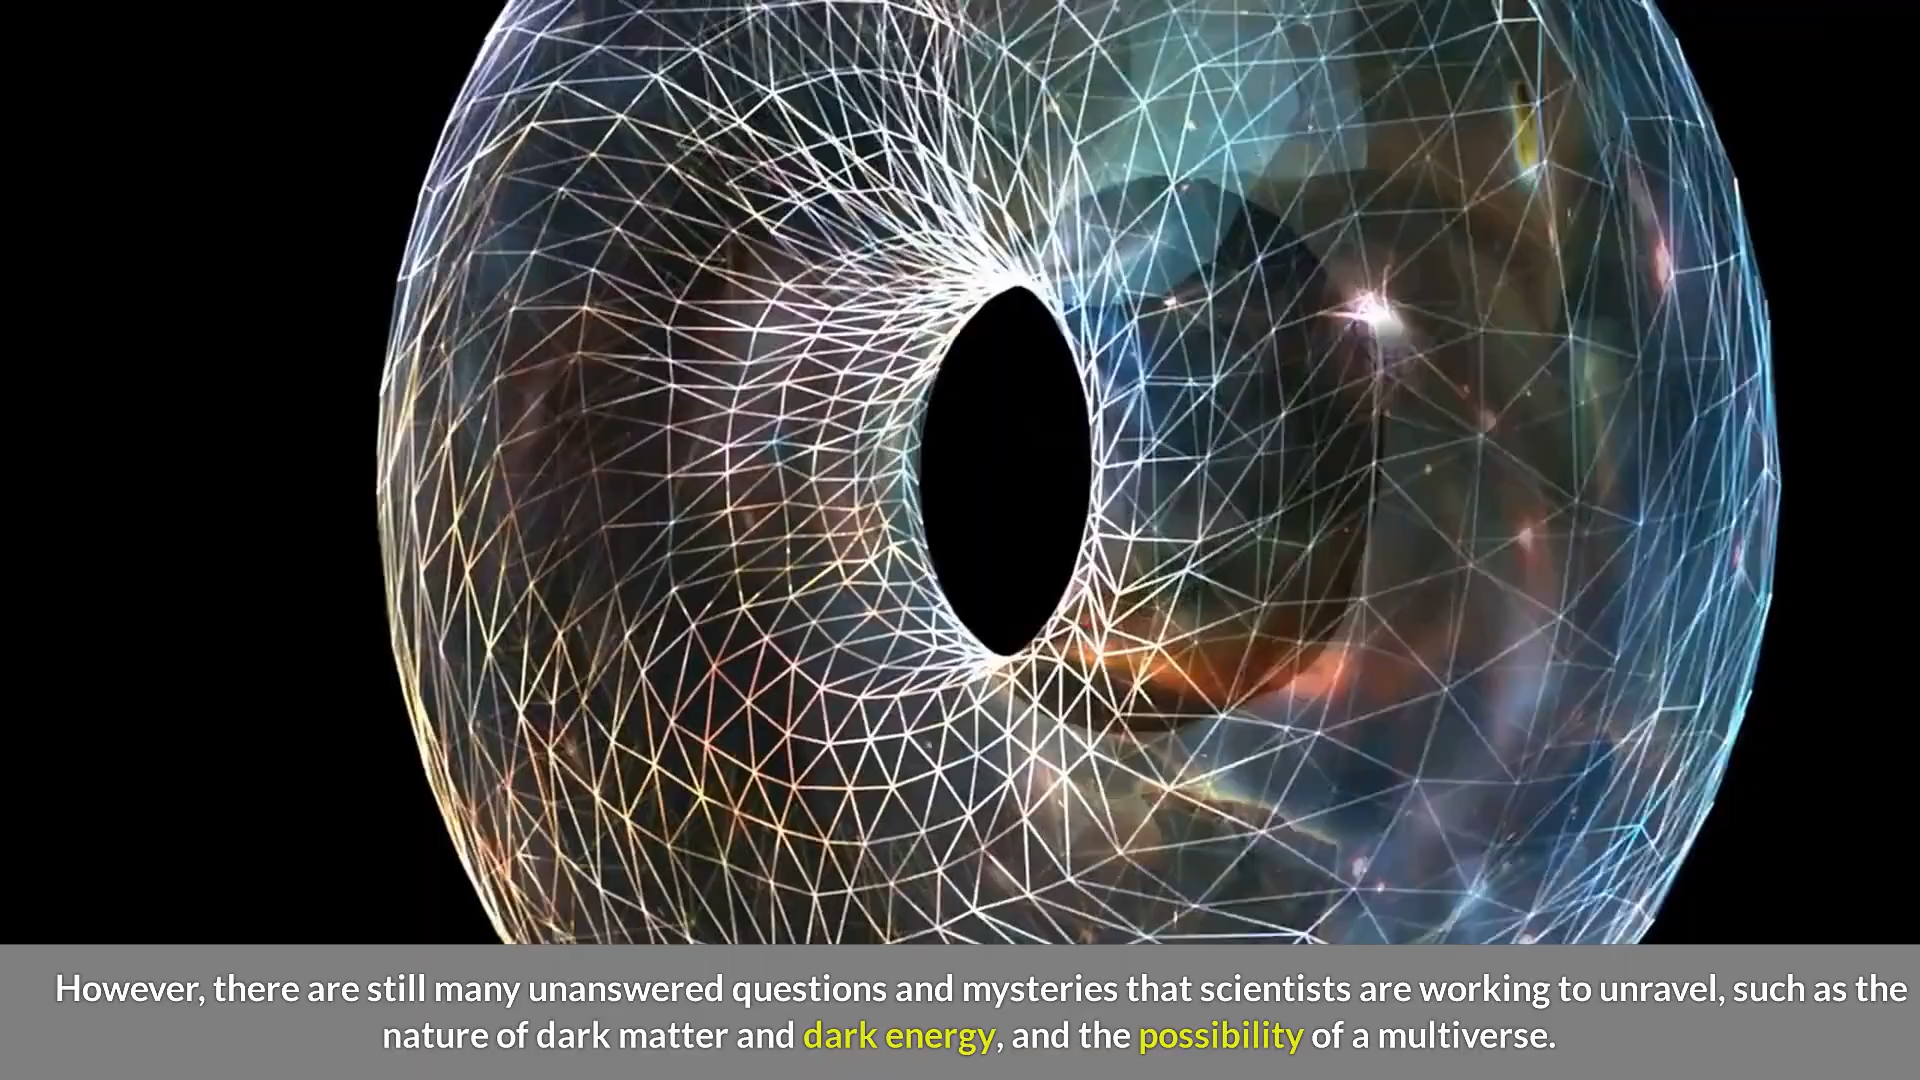 However, there are still many unanswered questions and mysteries that scientists are working to unravel, such as the
nature of dark matter and dark energy, and the possibility of a multiverse.